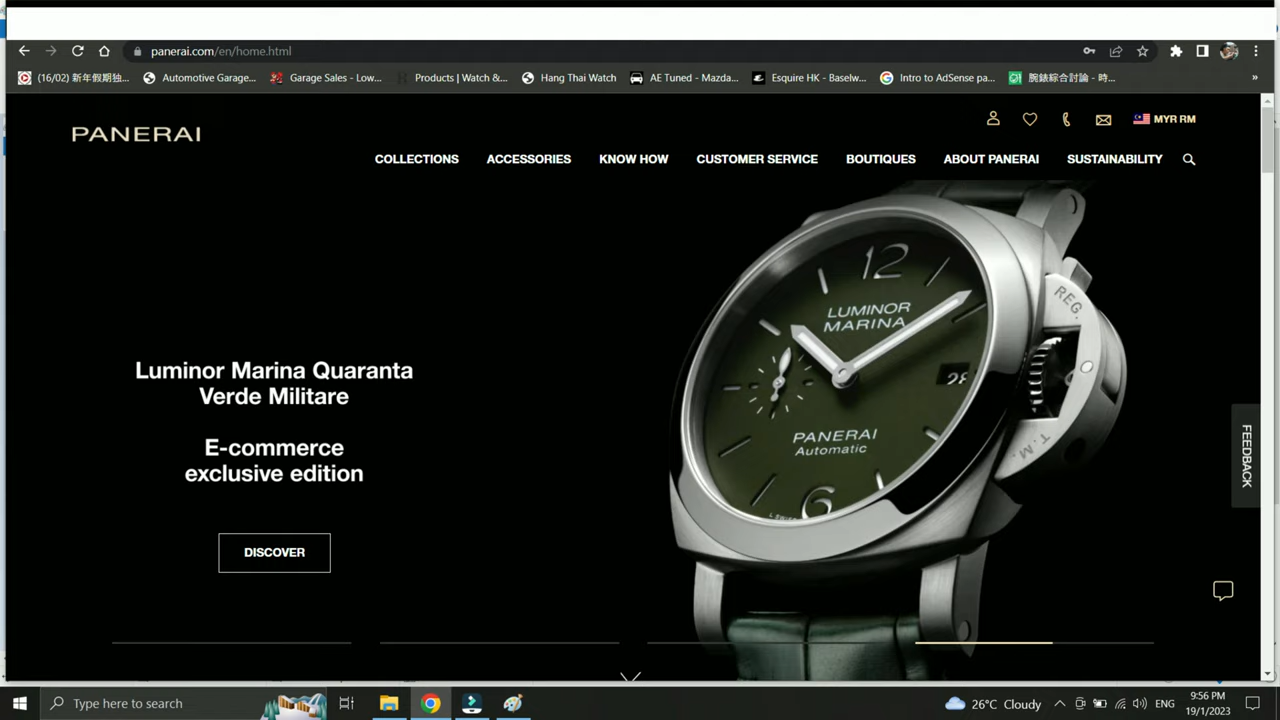 panerai.com/en/home.html
(16/02) 新年假期独...
Automotive Garage...
Garage Sales - Low...
Products | Watch &...
Hang Thai Watch
AE Tuned - Mazda...
Esquire HK - Baselw...
Intro to AdSense pa...
腕錶綜合討論 - 時...
»
PANERAI
MYR RM
COLLECTIONS
ACCESSORIES
KNOW HOW
CUSTOMER SERVICE
BOUTIQUES
ABOUT PANERAI
SUSTAINABILITY
12
LUMINOR
MARINA
REG.
28
PANERAI
Automatic
T.M.
6
Luminor Marina Quaranta
Verde Militare
E-commerce
exclusive edition
DISCOVER
FEEDBACK
Type here to search
26°C Cloudy
ENG
9:56 PM
19/1/2023